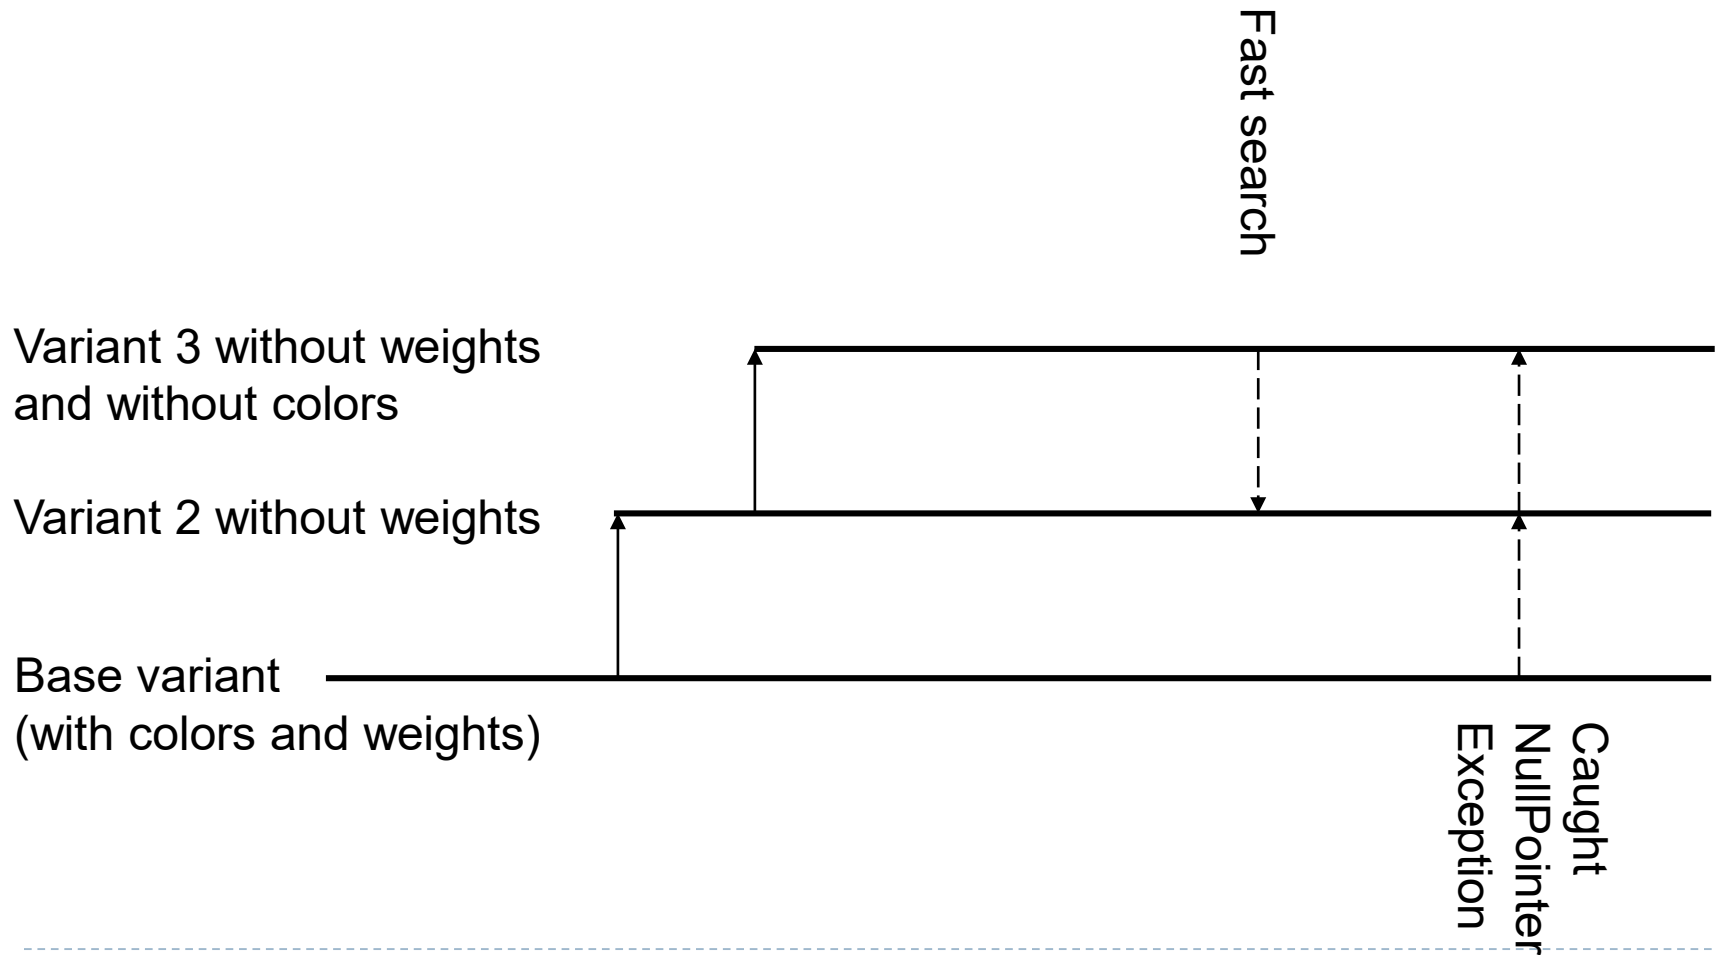 Fast search
Variant 3 without weights
and without colors
Variant 2 without weights
Base variant
(with colors and weights)
Caught
NullPointer
Exception